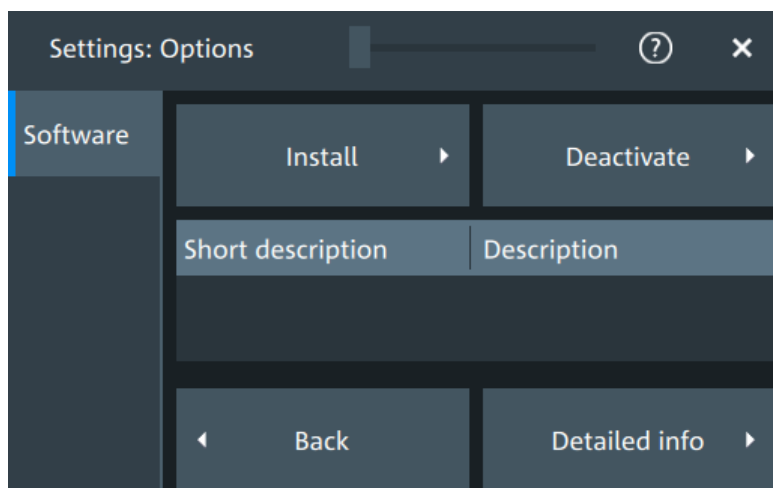 Settings: Options
?
×
Software
Install
Deactivate
Short description
Description
Back
Detailed info